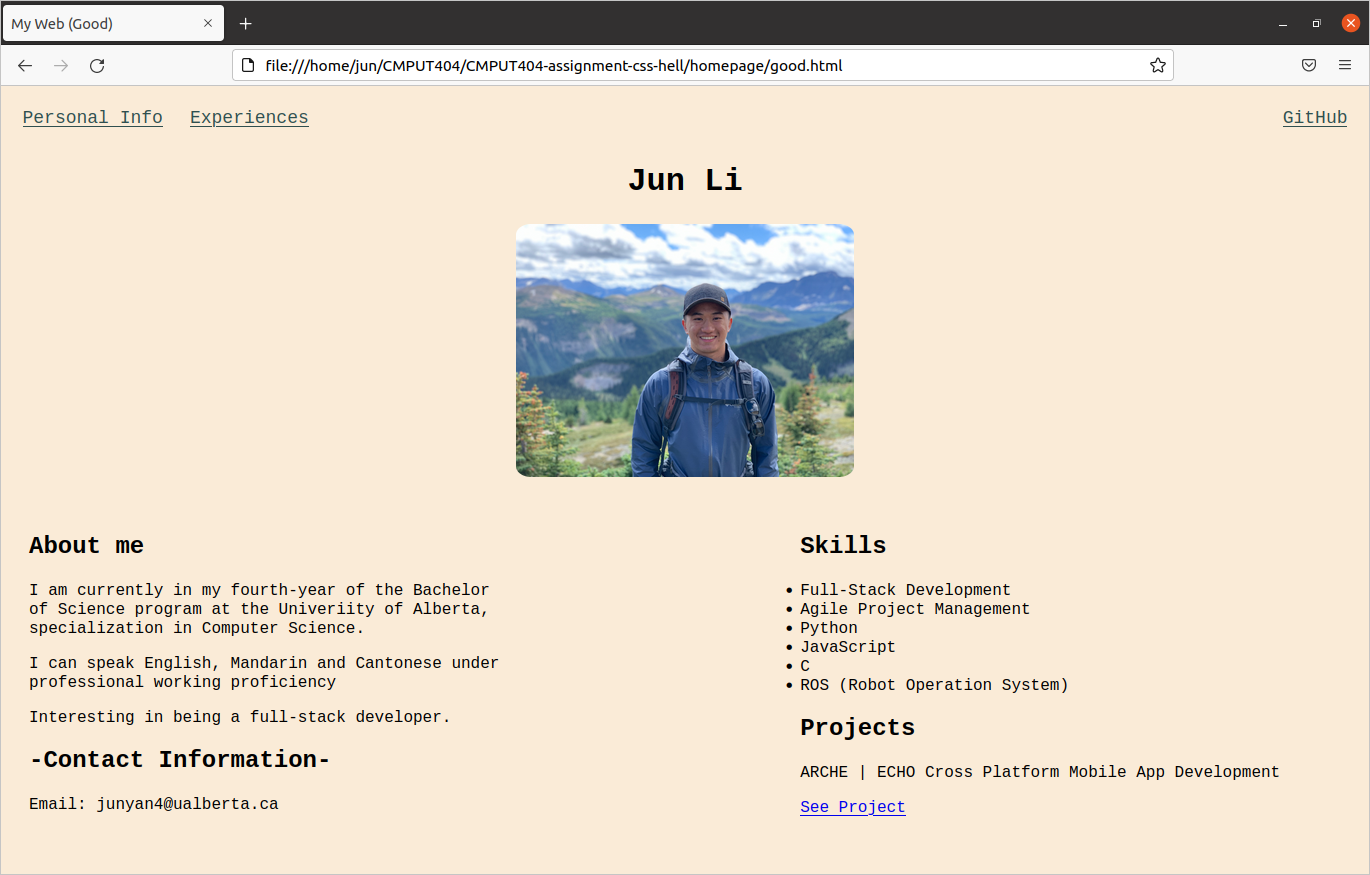 My Web (Good)
file:///home/jun/CMPUT404/CMPUT404-assignment-css-hell/homepage/good.html
Personal Info
Experiences
GitHub
Jun Li
About me
I am currently in my fourth-year of the Bachelor
of Science program at the Univeriity of Alberta,
specialization in Computer Science.
I can speak English, Mandarin and Cantonese under
professional working proficiency
Interesting in being a full-stack developer.
-Contact Information-
Email: junyan4@ualberta.ca
Skills
• Full-Stack Development
• Agile Project Management
• Python
• JavaScript
• C
• ROS (Robot Operation System)
Projects
ARCHE | ECHO Cross Platform Mobile App Development
See Project